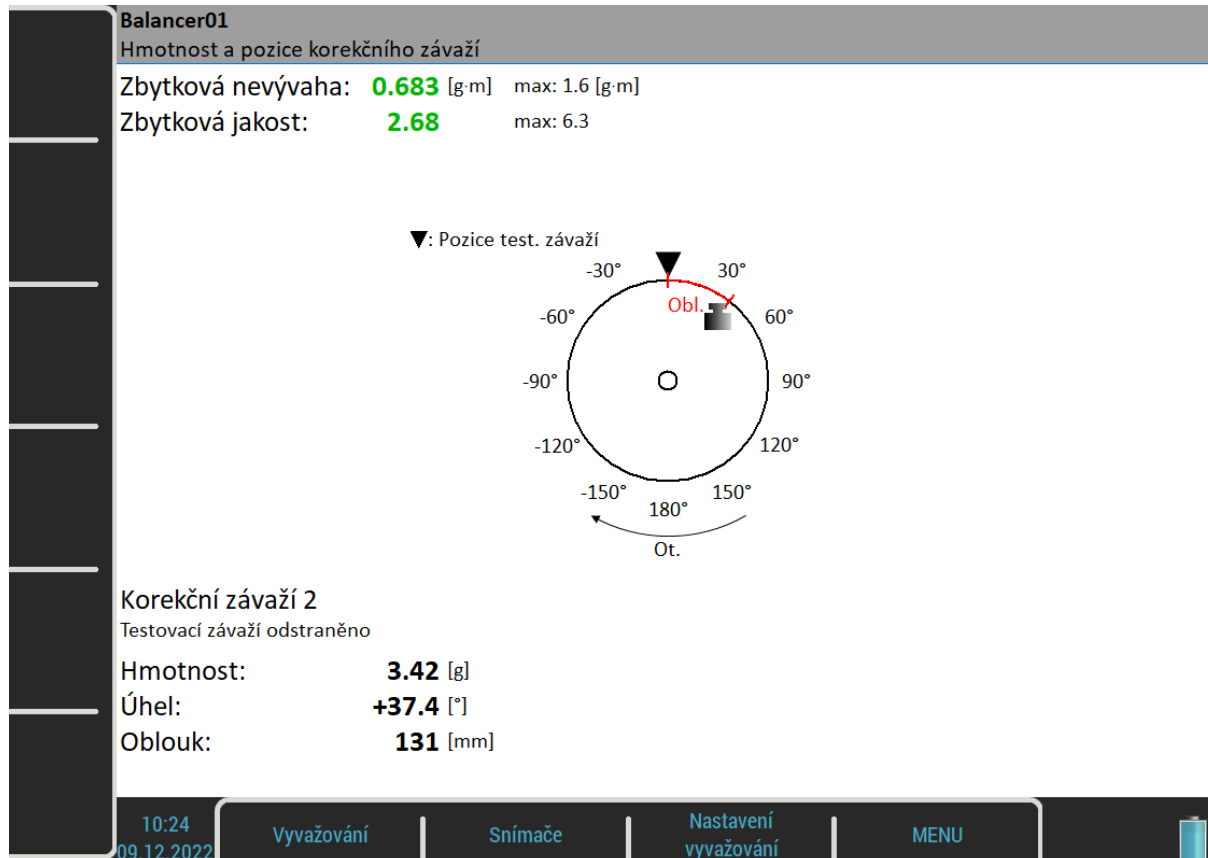 Balancer01
Hmotnost a pozice korekčního závaží
Zbytková nevývaha: 0.683 [g·m] max: 1.6 [g·m]
Zbytková jakost: 2.68 max: 6.3
▼: Pozice test. závaží
-30° 30°
Obl.
-60° 60°
-90° 90°
-120° 120°
-150° 150°
180°
Ot.
Korekční závaží 2
Testovací závaží odstraněno
Hmotnost: 3.42 [g]
Úhel: +37.4 [°]
Oblouk: 131 [mm]
10:24
09.12.2022
Vyvažování
Snímače
Nastavení
vyvažování
MENU